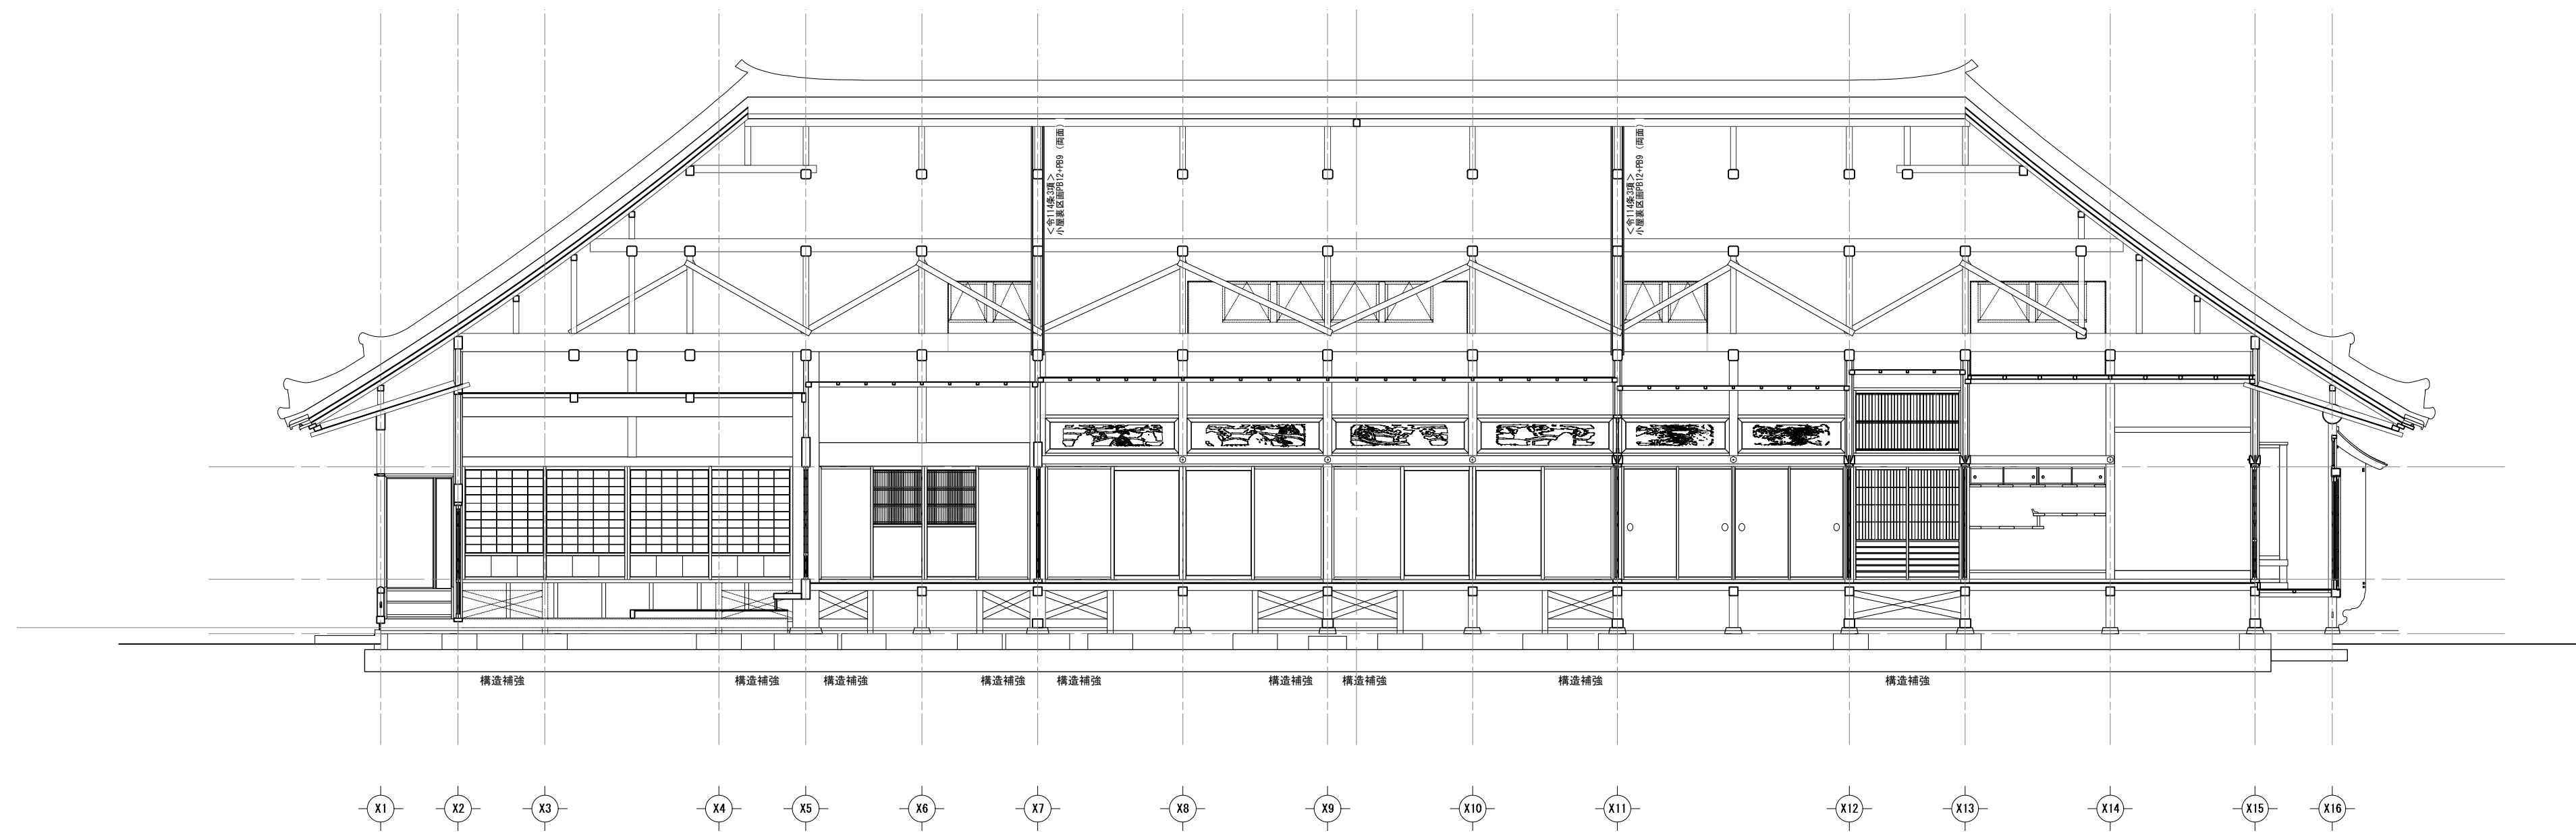 <令114条3項>
小屋裏区画PB12+PB9 (両面)
<令114条3項>
小屋裏区画PB12+PB9 (両面)
構造補強
構造補強
構造補強
構造補強
構造補強
構造補強
構造補強
構造補強
構造補強
X1
X2
X3
X4
X5
X6
X7
X8
X9
X10
X11
X12
X13
X14
X15
X16